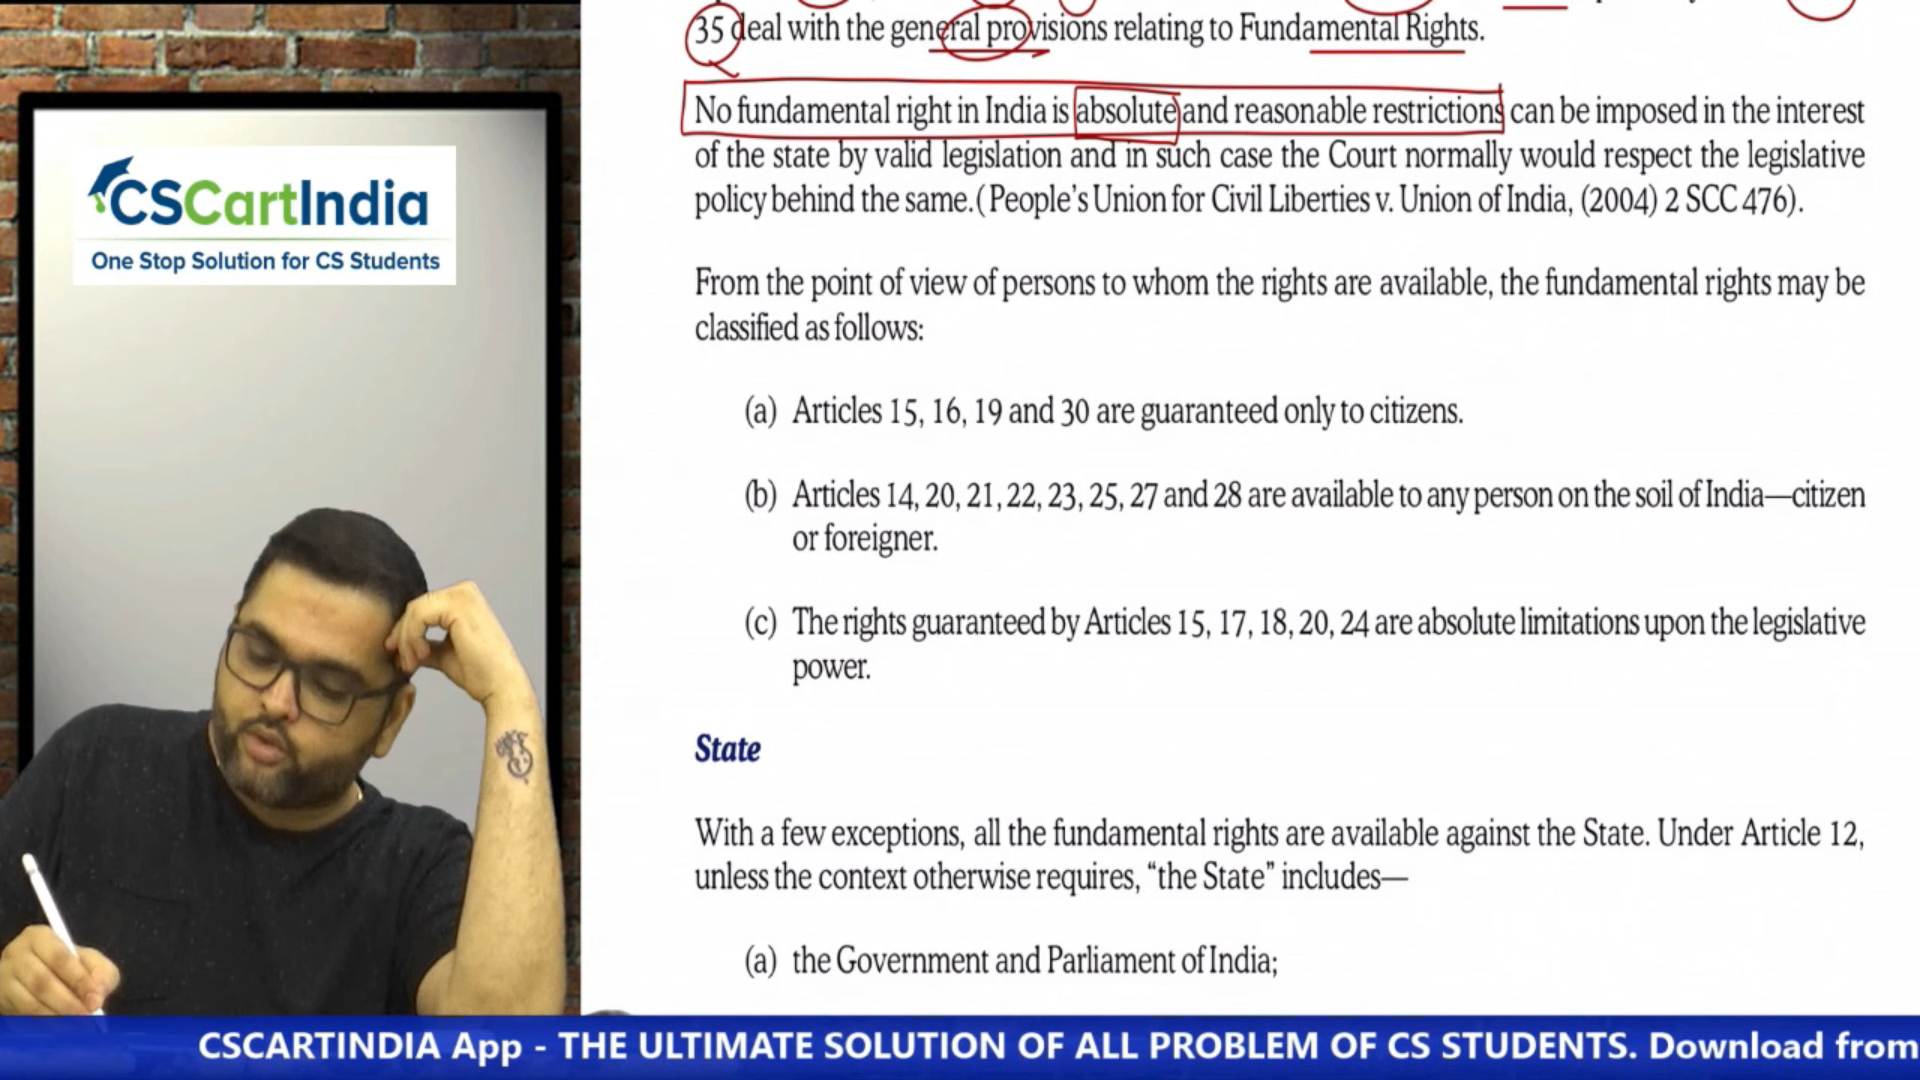 35 deal with the general provisions relating to Fundamental Rights.
No fundamental right in India is absolute and reasonable restrictions can be imposed in the interest
of the state by valid legislation and in such case the Court normally would respect the legislative
policy behind the same.( People’s Union for Civil Liberties v. Union of India, (2004) 2 SCC 476).
From the point of view of persons to whom the rights are available, the fundamental rights may be
classified as follows:
(a) Articles 15, 16, 19 and 30 are guaranteed only to citizens.
(b) Articles 14, 20, 21, 22, 23, 25, 27 and 28 are available to any person on the soil of India—citizen
or foreigner.
(c) The rights guaranteed by Articles 15, 17, 18, 20, 24 are absolute limitations upon the legislative
power.
State
With a few exceptions, all the fundamental rights are available against the State. Under Article 12,
unless the context otherwise requires, “the State” includes—
(a) the Government and Parliament of India;
CSCartIndia
One Stop Solution for CS Students
CSCARTINDIA App - THE ULTIMATE SOLUTION OF ALL PROBLEM OF CS STUDENTS. Download from